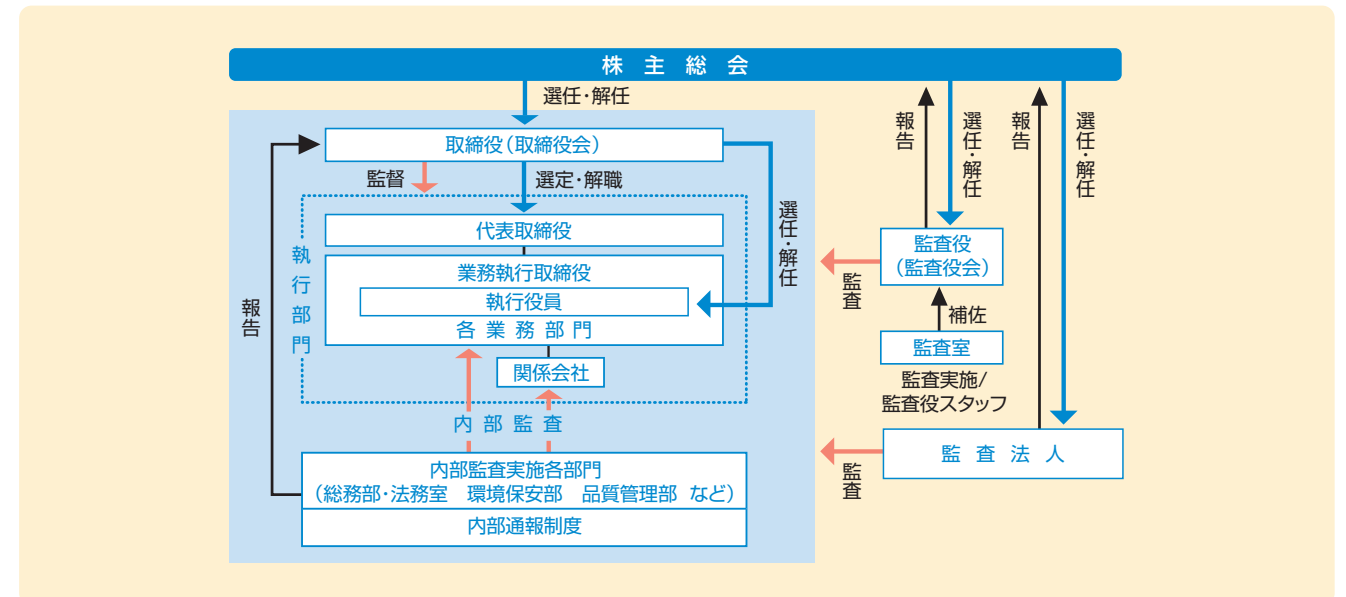 株主総会
選任・解任
取締役(取締役会)
監督
選定・解職
選任・解任
代表取締役
執行部門
業務執行取締役
執行役員
各業務部門
関係会社
報告
内部監査
内部監査実施各部門
(総務部・法務室 環境保安部 品質管理部 など)
内部通報制度
報告
選任・解任
報告
選任・解任
監査役
(監査役会)
監査
補佐
監査室
監査実施/
監査役スタッフ
監査法人
監査